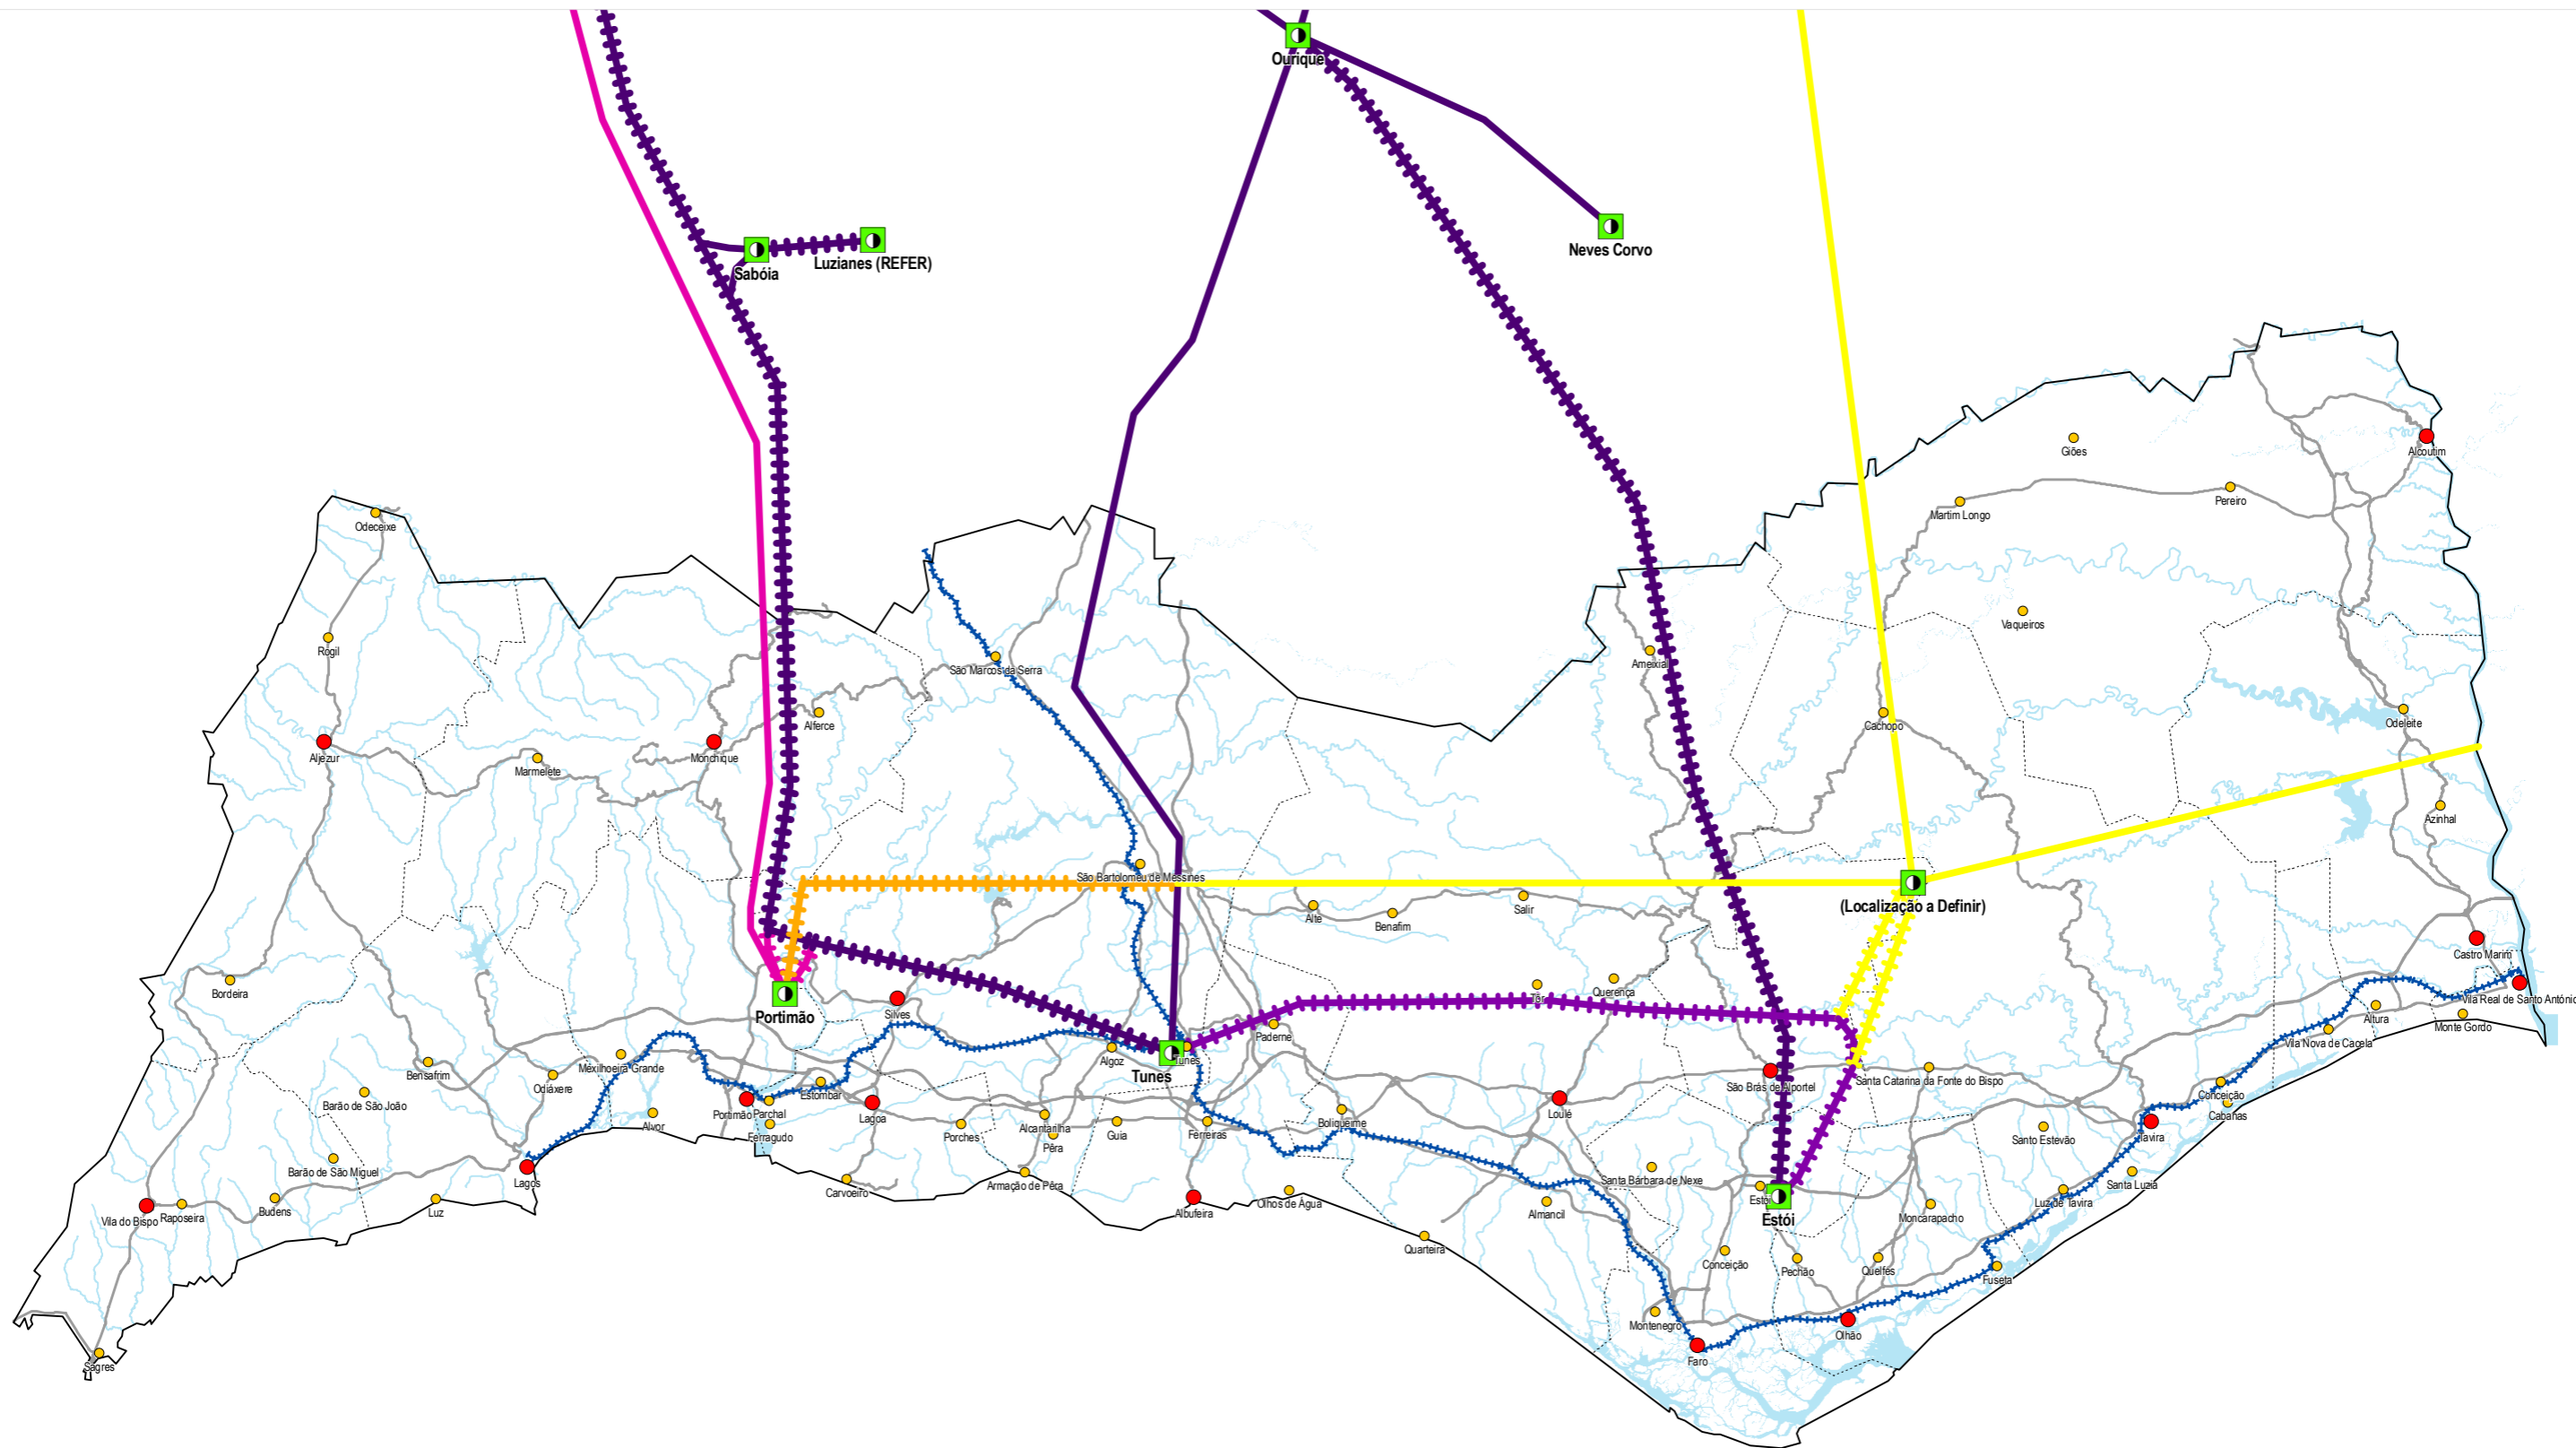 Ourique
Neves Corvo
Sabóia
Luzianes (REFER)
Giões
Alcoutim
Pereiro
Martim Longo
Odeceixe
Vaqueiros
Rogil
São Marcos da Serra
Ameixial
Alferce
Cachopo
Odeleite
Aljezur
Monchique
Marmelete
Azinhal
São Bartolomeu de Messines
(Localização a Definir)
Alte
Salir
Benafim
Castro Marim
Bordeira
Querença
Tôr
Vila Real de Santo António
Portimão
Silves
Altura
Monte Gordo
Paderne
Vila Nova de Cacela
Algoz
Tunes
Tunes
Méxilhoeira Grande
Bensafrim
Odiáxere
Santa Catarina da Fonte do Bispo
São Brás de Alportel
Barão de São João
Estombar
Conceição
Portimão
Parchal
Lagoa
Loulé
Cabanas
Alvor
Ferragudo
Porches
Alcantarilha
Guia
Ferreiras
Boliqueime
Tavira
Pêra
Santo Estevão
Barão de São Miguel
Lagos
Armação de Pêra
Santa Bárbara de Nexe
Santa Luzia
Carvoeiro
Estói
Luz de Tavira
Vila do Bispo
Raposeira
Budens
Luz
Albufeira
Olhos de Água
Almancil
Estói
Moncarapacho
Quarteira
Conceição
Pechão
Quelfes
Fuseta
Montenegro
Olhão
Sagres
Faro